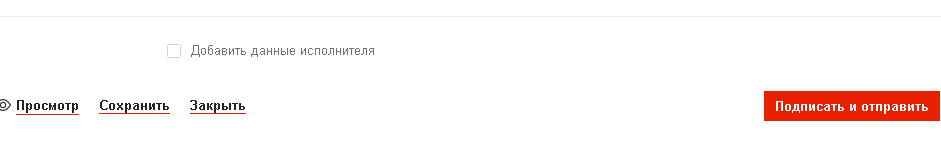 Добавить данные исполнителя
Просмотр Сохранить Закрыть Подписать и отправить